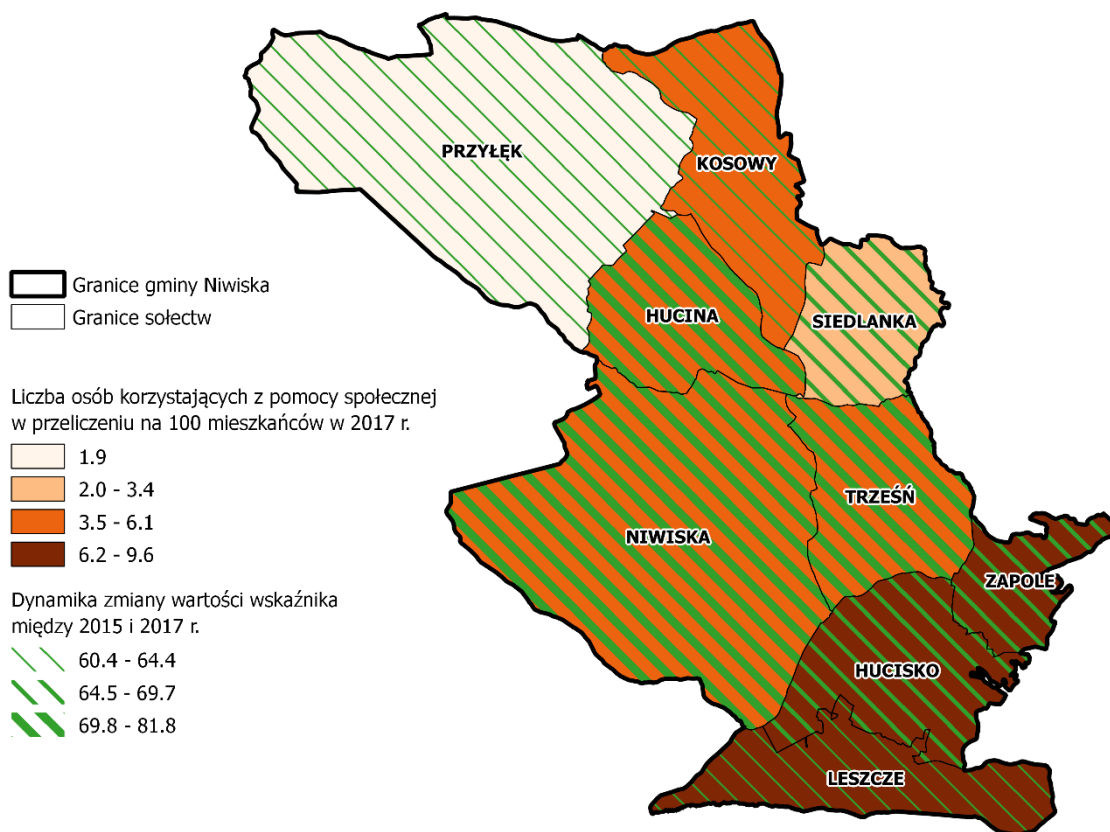 PRZYŁĘK
KOSOWY
HUCINA
SIEDLANKA
NIWISKA
TRZEŚŃ
ZAPOLE
HUCISKO
LESZCZE
Granice gminy Niwiska
Granice sołectw
Liczba osób korzystających z pomocy społecznej
w przeliczeniu na 100 mieszkańców w 2017 r.
1.9
2.0 - 3.4
3.5 - 6.1
6.2 - 9.6
Dynamika zmiany wartości wskaźnika
między 2015 i 2017 r.
60.4 - 64.4
64.5 - 69.7
69.8 - 81.8